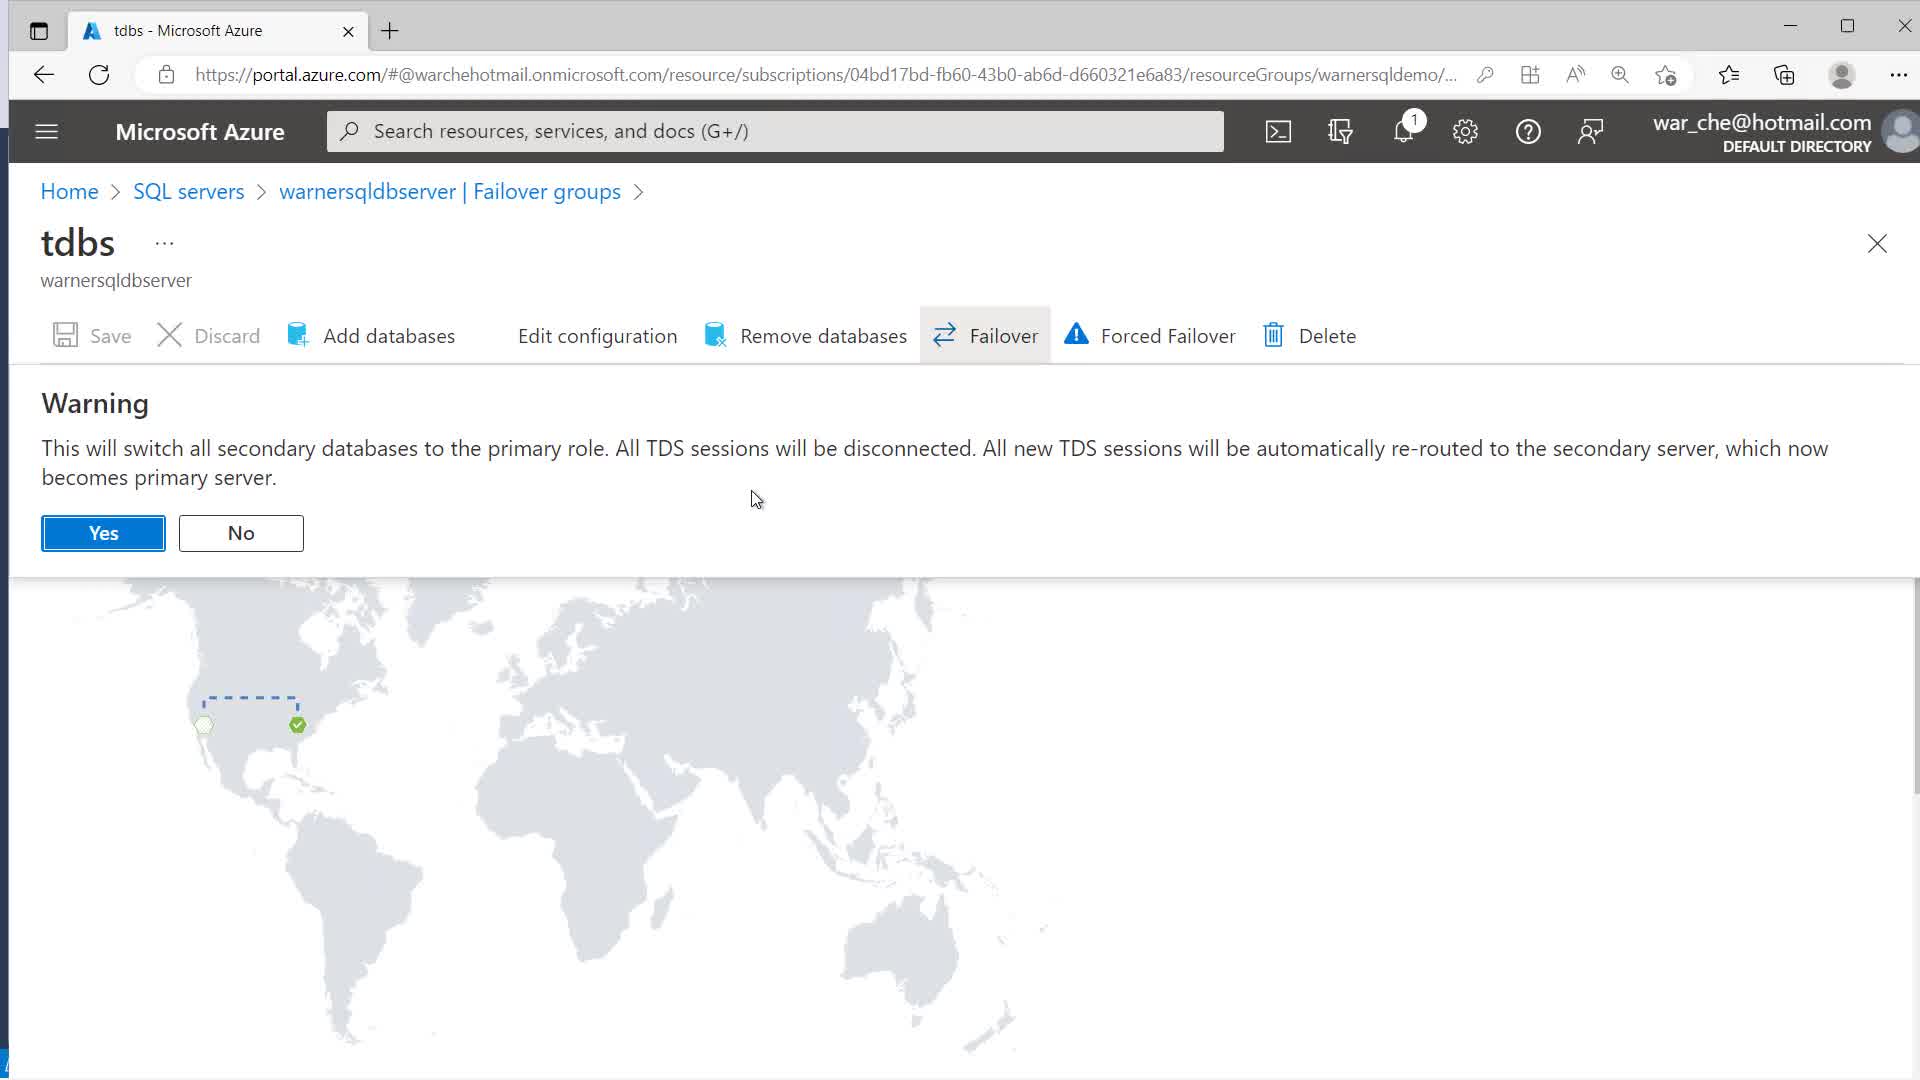 tdbs - Microsoft Azure
https://portal.azure.com/#@warchehotmail.onmicrosoft.com/resource/subscriptions/04bd17bd-fb60-43b0-ab6d-d660321e6a83/resourceGroups/warnersqldemo/...
Microsoft Azure
Search resources, services, and docs (G+/)
1
war_che@hotmail.com
DEFAULT DIRECTORY
Home > SQL servers > warnersqldbserver | Failover groups >
tdbs ...
warnersqldbserver
Save Discard Add databases Edit configuration Remove databases Failover Forced Failover Delete
Warning
This will switch all secondary databases to the primary role. All TDS sessions will be disconnected. All new TDS sessions will be automatically re-routed to the secondary server, which now
becomes primary server.
Yes No